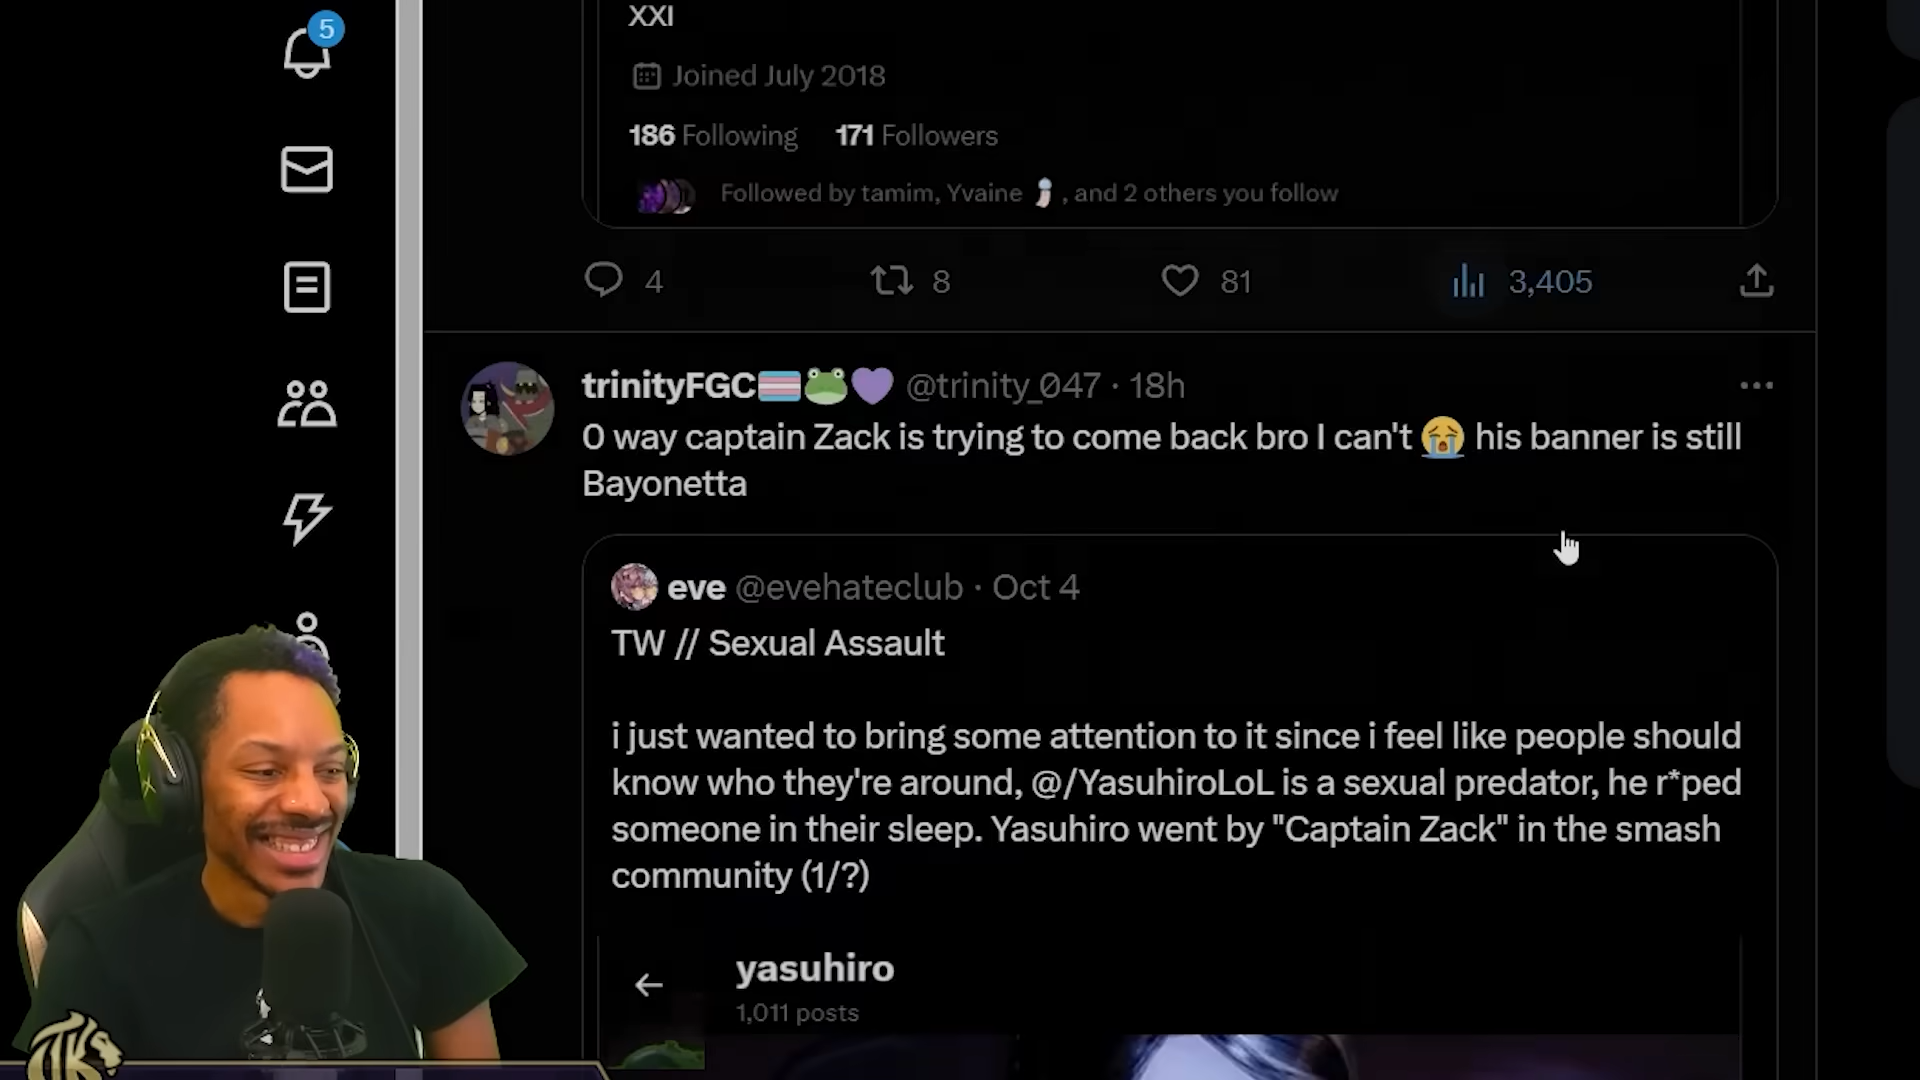 5
XXI
Joined July 2018
186 Following 171 Followers
Followed by tamim, Yvaine , and 2 others you follow
4 8 81 3,405
trinityFGC🏳️‍⚧️🐸💜 @trinity_047 · 18h
0 way captain Zack is trying to come back bro I can't 😭 his banner is still
Bayonetta
eve @evehateclub · Oct 4
TW // Sexual Assault
i just wanted to bring some attention to it since i feel like people should
know who they're around, @/YasuhiroLoL is a sexual predator, he r*ped
someone in their sleep. Yasuhiro went by "Captain Zack" in the smash
community (1/?)
yasuhiro
1,011 posts